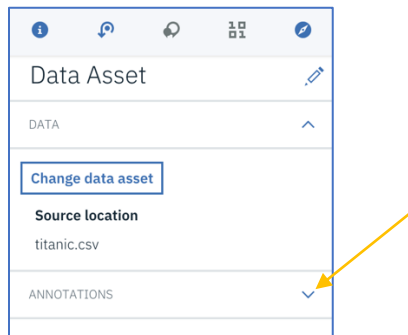 Data Asset
DATA
Change data asset
Source location
titanic.csv
ANNOTATIONS